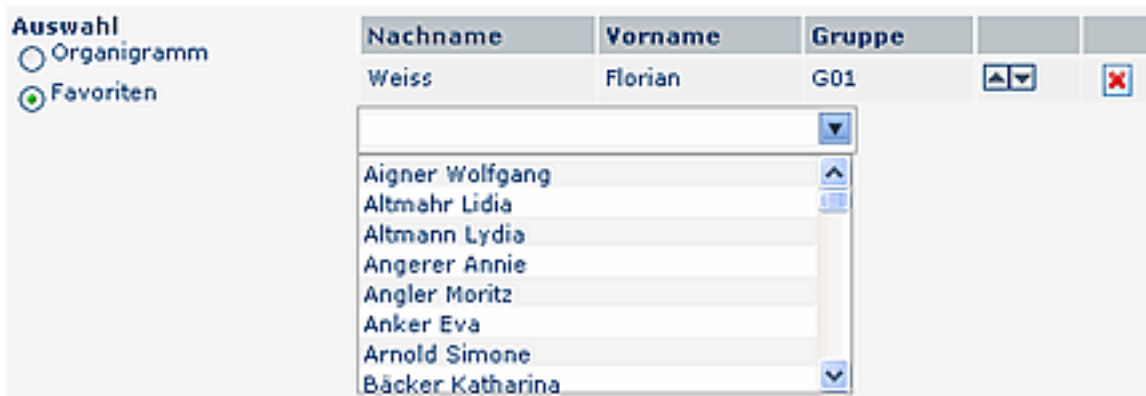 Auswahl
Organigramm
Favoriten
Nachname Vorname Gruppe
Weiss Florian G01
Aigner Wolfgang
Altmahr Lidia
Altmann Lydia
Angerer Annie
Angler Moritz
Anker Eva
Arnold Simone
Bäcker Katharina